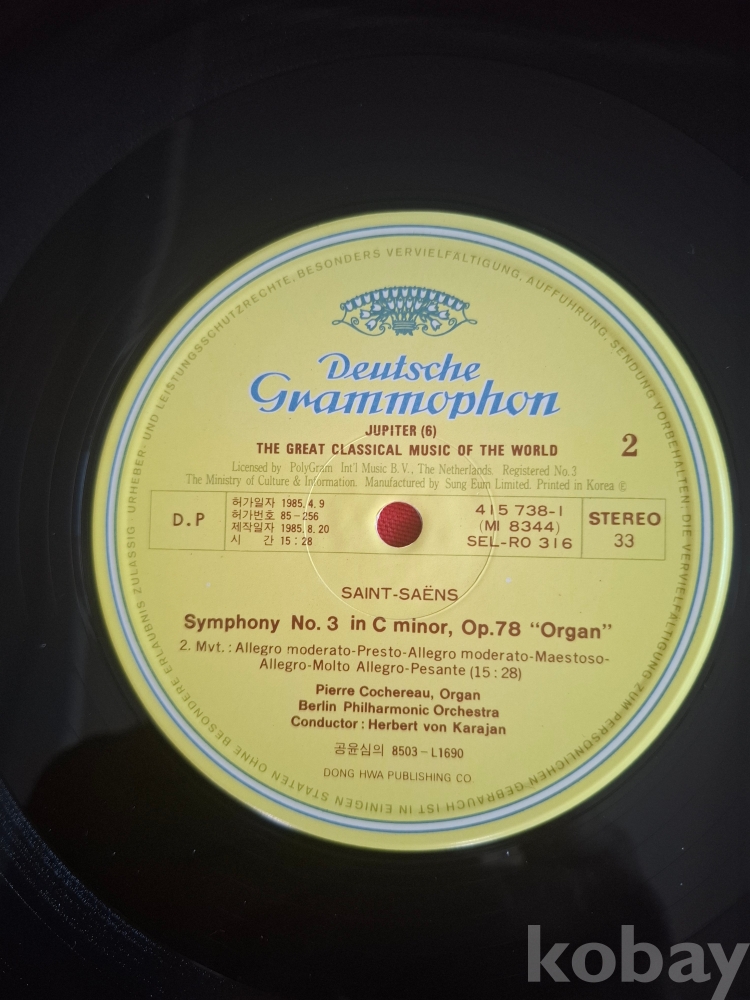 URHEBER- UND LEISTUNGSSCHUTZRECHTE, BESONDERS VERVIELFÄLTIGUNG, AUFFÜHRUNG, SENDUNG VORBEHALTEN; DIE VERVIELFÄLTIGUNG ZUM PERSÖNLICHEN GEBRAUCH IST IN EINIGEN STAATEN OHNE BESONDERE ERLAUBNIS ZULÄSSIG
Deutsche
Grammophon
JUPITER (6)
THE GREAT CLASSICAL MUSIC OF THE WORLD
2
Licensed by PolyGram Int'l Music B. V., The Netherlands. Registered No. 3
The Ministry of Culture & Information. Manufactured by Sung Eum Limited. Printed in Korea ℗
D.P
허가일자 1985.4.9
허가번호 85-256
제작일자 1985.8.20
시 간 15:28
415 738-1
(MI 8344)
SEL-RO 316
STEREO
33
SAINT-SAËNS
Symphony No. 3 in C minor, Op.78 "Organ"
2. Mvt.: Allegro moderato-Presto-Allegro moderato-Maestoso-
Allegro-Molto Allegro-Pesante (15:28)
Pierre Cochereau, Organ
Berlin Philharmonic Orchestra
Conductor: Herbert von Karajan
공윤심의 8503-L1690
DONG HWA PUBLISHING CO.
kobay